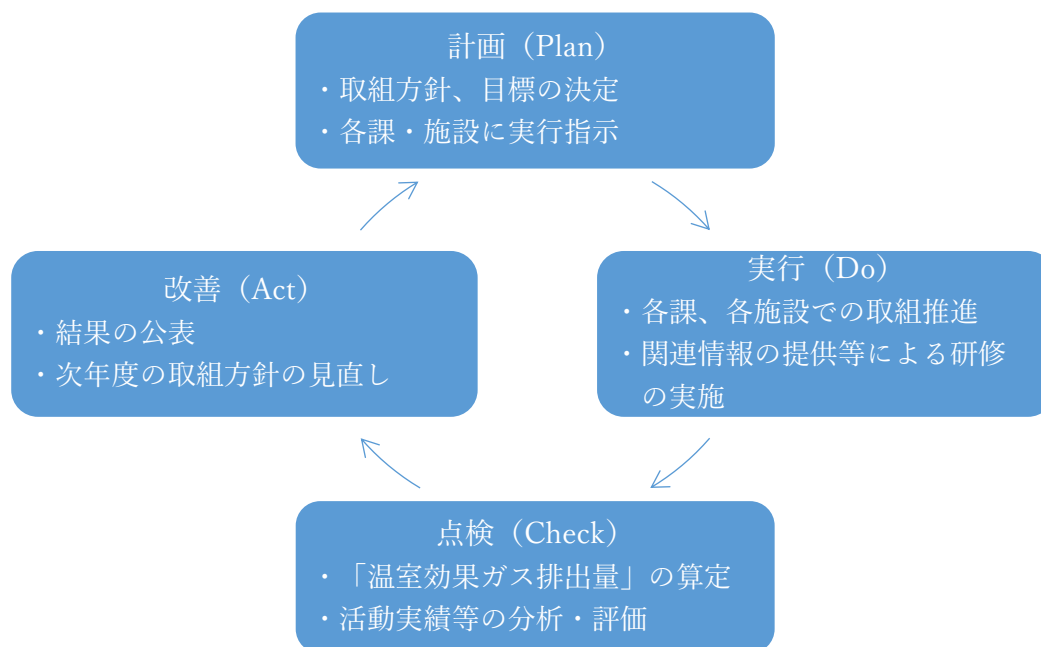 計画（Plan）
・取組方針、目標の決定
・各課・施設に実行指示
改善（Act）
・結果の公表
・次年度の取組方針の見直し
実行（Do）
・各課、各施設での取組推進
・関連情報の提供等による研修
の実施
点検（Check）
・「温室効果ガス排出量」の算定
・活動実績等の分析・評価